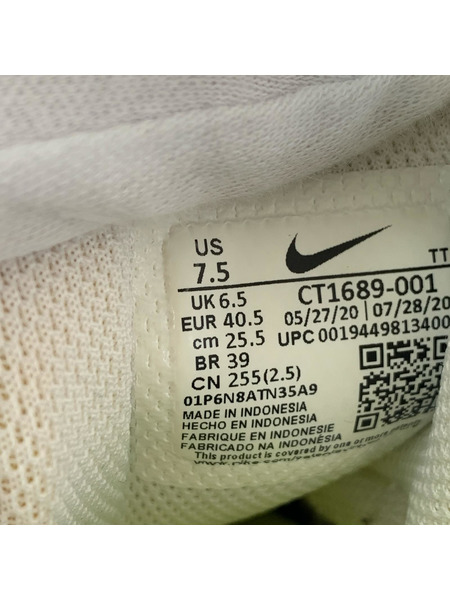 US
7.5
TT
UK 6.5
CT1689-001
EUR 40.5
05/27/20 07/28/20
cm 25.5
UPC 0019449813400
BR 39
CN 255(2.5)
01P6N8ATN35A9
MADE IN INDONESIA
HECHO EN INDONESIA
FABRIQUE EN INDONESIE
FABRICADO NA INDONÉSIA
This product is covered by one or more